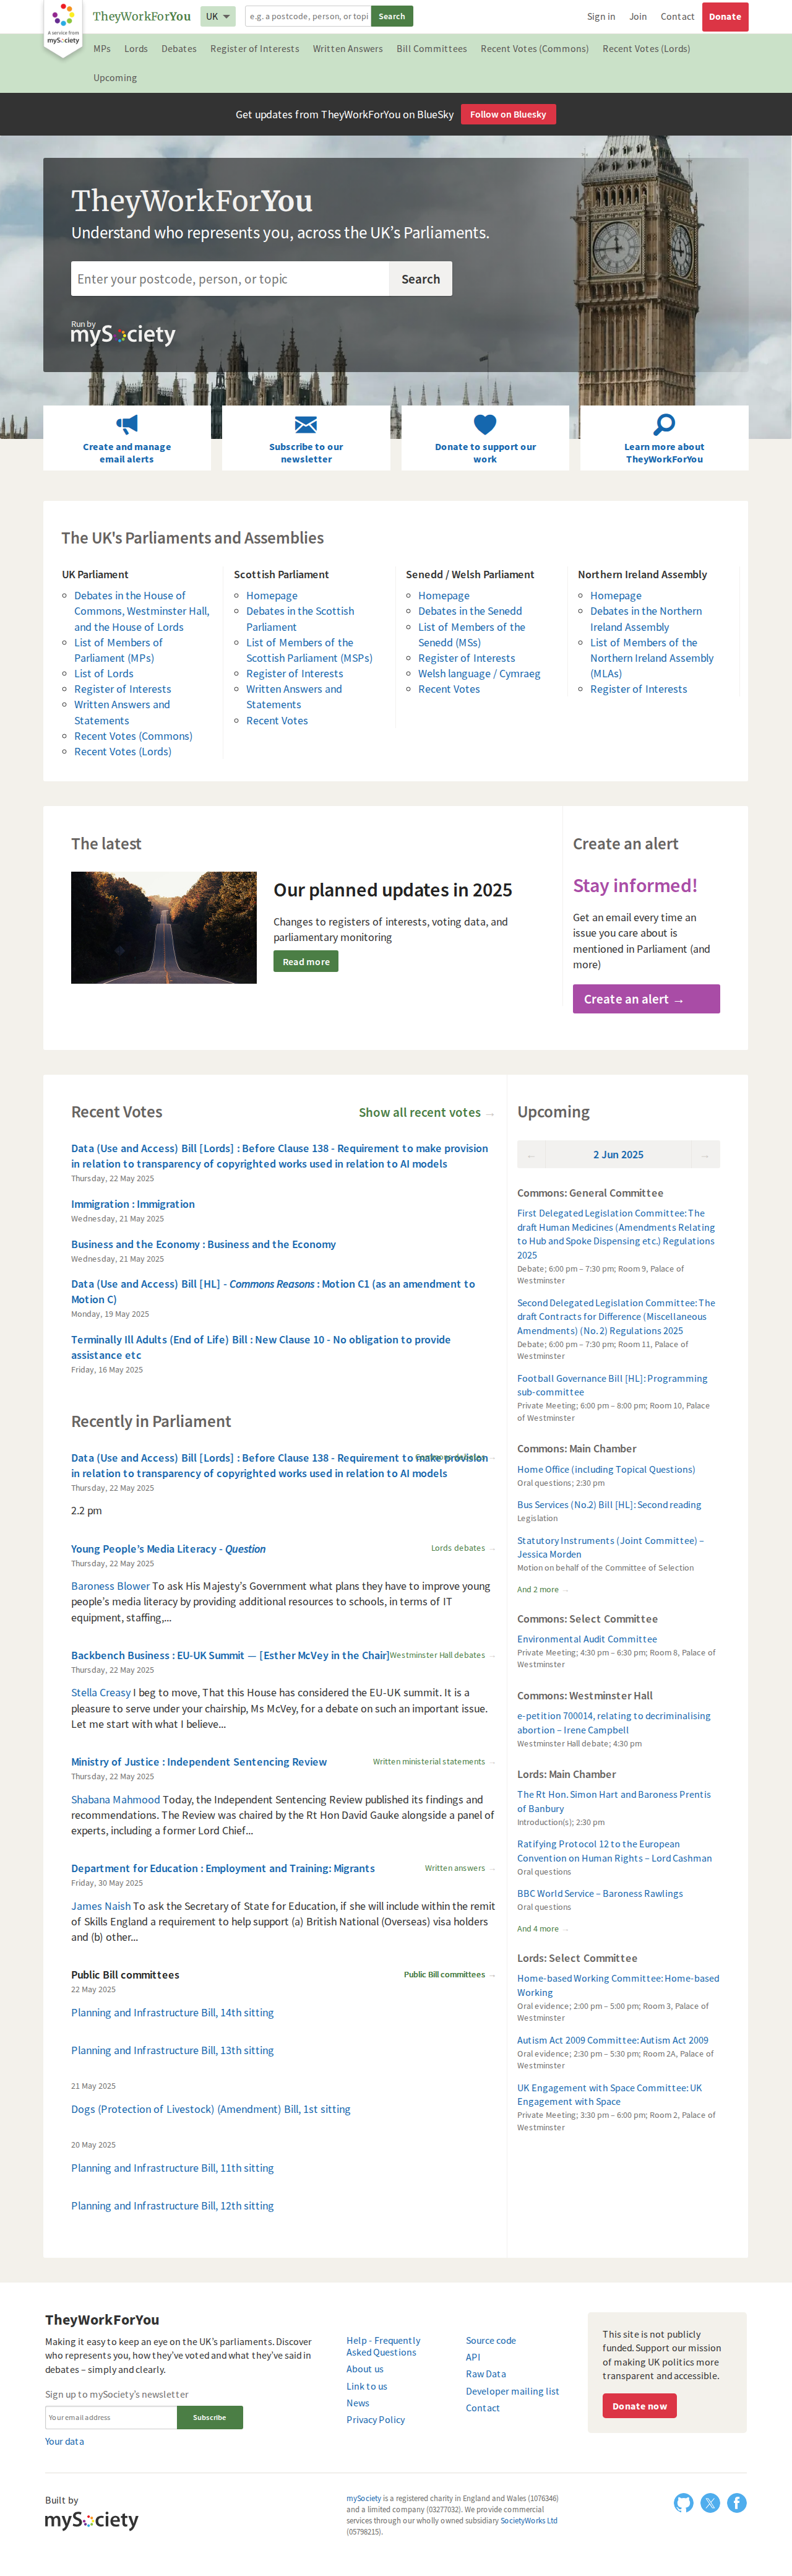 A service from
mySociety
TheyWorkForYou
UK
e.g. a postcode, person, or topi
Search
Sign in
Join
Contact
Donate
MPs
Lords
Debates
Register of Interests
Written Answers
Bill Committees
Recent Votes (Commons)
Recent Votes (Lords)
Upcoming
Get updates from TheyWorkForYou on BlueSky
Follow on Bluesky
TheyWorkForYou
Understand who represents you, across the UK's Parliaments.
Enter your postcode, person, or topic
Search
Run by
mySociety
Create and manage
email alerts
Subscribe to our
newsletter
Donate to support our
work
Learn more about
TheyWorkForYou
The UK's Parliaments and Assemblies
UK Parliament
Debates in the House of
Commons, Westminster Hall,
and the House of Lords
List of Members of
Parliament (MPs)
List of Lords
Register of Interests
Written Answers and
Statements
Recent Votes (Commons)
Recent Votes (Lords)
Scottish Parliament
Homepage
Debates in the Scottish
Parliament
List of Members of the
Scottish Parliament (MSPs)
Register of Interests
Written Answers and
Statements
Recent Votes
Senedd / Welsh Parliament
Homepage
Debates in the Senedd
List of Members of the
Senedd (MSs)
Register of Interests
Welsh language / Cymraeg
Recent Votes
Northern Ireland Assembly
Homepage
Debates in the Northern
Ireland Assembly
List of Members of the
Northern Ireland Assembly
(MLAs)
Register of Interests
The latest
Our planned updates in 2025
Changes to registers of interests, voting data, and
parliamentary monitoring
Read more
Create an alert
Stay informed!
Get an email every time an
issue you care about is
mentioned in Parliament (and
more)
Create an alert →
Recent Votes
Show all recent votes →
Data (Use and Access) Bill [Lords] : Before Clause 138 - Requirement to make provision
in relation to transparency of copyrighted works used in relation to AI models
Thursday, 22 May 2025
Immigration : Immigration
Wednesday, 21 May 2025
Business and the Economy : Business and the Economy
Wednesday, 21 May 2025
Data (Use and Access) Bill [HL] - Commons Reasons : Motion C1 (as an amendment to
Motion C)
Monday, 19 May 2025
Terminally Ill Adults (End of Life) Bill : New Clause 10 - No obligation to provide
assistance etc
Friday, 16 May 2025
Recently in Parliament
Data (Use and Access) Bill [Lords] : Before Clause 138 - Requirement to make provision
in relation to transparency of copyrighted works used in relation to AI models
Thursday, 22 May 2025
2.2 pm
Young People's Media Literacy - Question
Lords debates →
Thursday, 22 May 2025
Baroness Blower To ask His Majesty's Government what plans they have to improve young
people's media literacy by providing additional resources to schools, in terms of IT
equipment, staffing,...
Backbench Business : EU-UK Summit — [Esther McVey in the Chair]
Westminster Hall debates →
Thursday, 22 May 2025
Stella Creasy I beg to move, That this House has considered the EU-UK summit. It is a
pleasure to serve under your chairship, Ms McVey, for a debate on such an important issue.
Let me start with what I believe...
Ministry of Justice : Independent Sentencing Review
Written ministerial statements →
Thursday, 22 May 2025
Shabana Mahmood Today, the Independent Sentencing Review published its findings and
recommendations. The Review was chaired by the Rt Hon David Gauke alongside a panel of
experts, including a former Lord Chief...
Department for Education : Employment and Training: Migrants
Written answers →
Friday, 30 May 2025
James Naish To ask the Secretary of State for Education, if she will include within the remit
of Skills England a requirement to help support (a) British National (Overseas) visa holders
and (b) other...
Public Bill committees
Public Bill committees →
22 May 2025
Planning and Infrastructure Bill, 14th sitting
Planning and Infrastructure Bill, 13th sitting
21 May 2025
Dogs (Protection of Livestock) (Amendment) Bill, 1st sitting
20 May 2025
Planning and Infrastructure Bill, 11th sitting
Planning and Infrastructure Bill, 12th sitting
Upcoming
← 2 Jun 2025 →
Commons: General Committee
First Delegated Legislation Committee: The
draft Human Medicines (Amendments Relating
to Hub and Spoke Dispensing etc.) Regulations
2025
Debate; 6:00 pm – 7:30 pm; Room 9, Palace of
Westminster
Second Delegated Legislation Committee: The
draft Contracts for Difference (Miscellaneous
Amendments) (No. 2) Regulations 2025
Debate; 6:00 pm – 7:30 pm; Room 11, Palace of
Westminster
Football Governance Bill [HL]: Programming
sub-committee
Private Meeting; 6:00 pm – 8:00 pm; Room 10, Palace
of Westminster
Commons: Main Chamber
Home Office (including Topical Questions)
Oral questions; 2:30 pm
Bus Services (No.2) Bill [HL]: Second reading
Legislation
Statutory Instruments (Joint Committee) –
Jessica Morden
Motion on behalf of the Committee of Selection
And 2 more →
Commons: Select Committee
Environmental Audit Committee
Private Meeting; 4:30 pm – 6:30 pm; Room 8, Palace of
Westminster
Commons: Westminster Hall
e-petition 700014, relating to decriminalising
abortion – Irene Campbell
Westminster Hall debate; 4:30 pm
Lords: Main Chamber
The Rt Hon. Simon Hart and Baroness Prentis
of Banbury
Introduction(s); 2:30 pm
Ratifying Protocol 12 to the European
Convention on Human Rights – Lord Cashman
Oral questions
BBC World Service – Baroness Rawlings
Oral questions
And 4 more →
Lords: Select Committee
Home-based Working Committee: Home-based
Working
Oral evidence; 2:00 pm – 5:00 pm; Room 3, Palace of
Westminster
Autism Act 2009 Committee: Autism Act 2009
Oral evidence; 2:30 pm – 5:30 pm; Room 2A, Palace of
Westminster
UK Engagement with Space Committee: UK
Engagement with Space
Private Meeting; 3:30 pm – 6:00 pm; Room 2, Palace of
Westminster
TheyWorkForYou
Making it easy to keep an eye on the UK's parliaments. Discover
who represents you, how they've voted and what they've said in
debates – simply and clearly.
Sign up to mySociety's newsletter
Your email address
Subscribe
Your data
Help - Frequently
Asked Questions
About us
Link to us
News
Privacy Policy
Source code
API
Raw Data
Developer mailing list
Contact
This site is not publicly
funded. Support our mission
of making UK politics more
transparent and accessible.
Donate now
Built by
mySociety
mySociety is a registered charity in England and Wales (1076346)
and a limited company (03277032). We provide commercial
services through our wholly owned subsidiary SocietyWorks Ltd
(05798215).